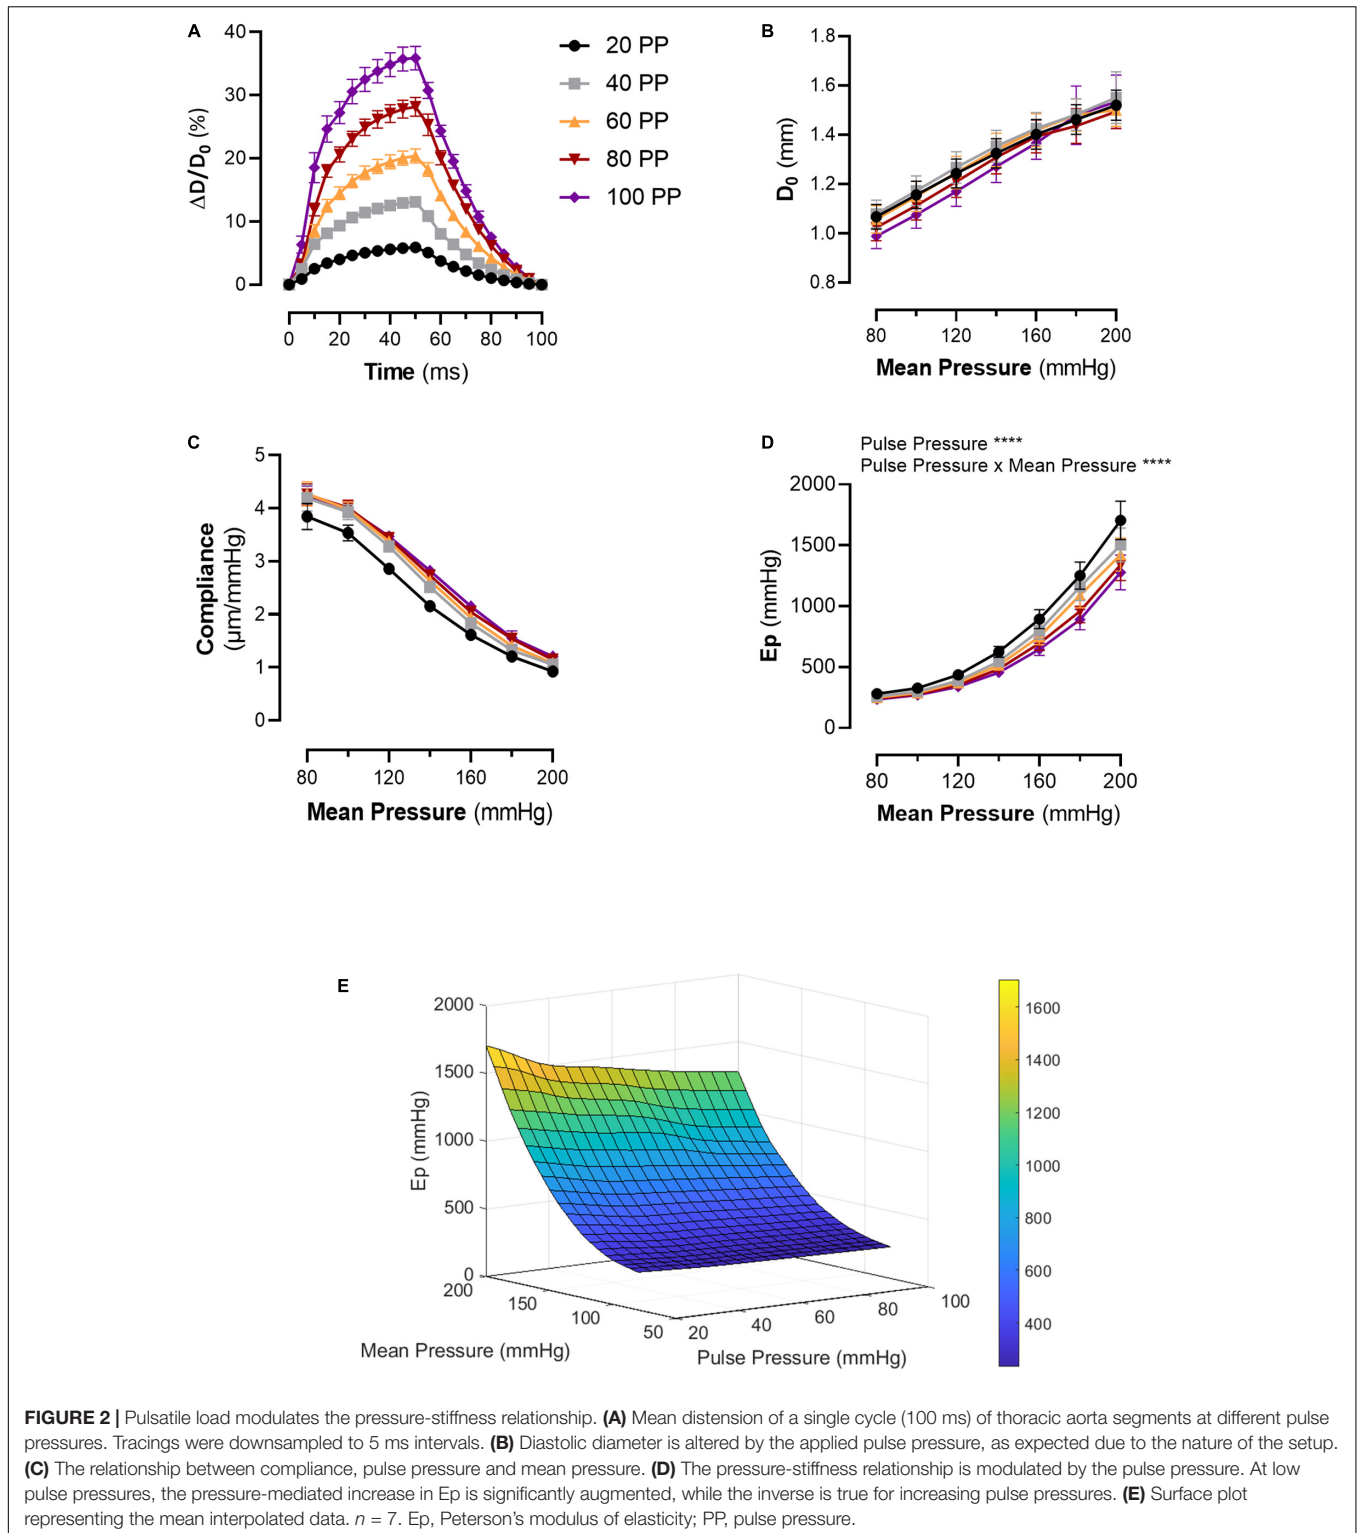 A
40
30
20
10
0
ΔD/D0 (%)
0 20 40 60 80 100
Time (ms)
20 PP
40 PP
60 PP
80 PP
100 PP
B
1.8
1.6
1.4
1.2
1.0
0.8
D0 (mm)
80 120 160 200
Mean Pressure (mmHg)
C
5
4
3
2
1
0
Compliance
(μm/mmHg)
80 120 160 200
Mean Pressure (mmHg)
D
Pulse Pressure ****
Pulse Pressure x Mean Pressure ****
2000
1500
1000
500
0
Ep (mmHg)
80 120 160 200
Mean Pressure (mmHg)
E
2000
1500
1000
500
0
Ep (mmHg)
200
150
100
50
Mean Pressure (mmHg)
20
40
60
80
100
Pulse Pressure (mmHg)
1600
1400
1200
1000
800
600
400
FIGURE 2 | Pulsatile load modulates the pressure-stiffness relationship. (A) Mean distension of a single cycle (100 ms) of thoracic aorta segments at different pulse
pressures. Tracings were downsampled to 5 ms intervals. (B) Diastolic diameter is altered by the applied pulse pressure, as expected due to the nature of the setup.
(C) The relationship between compliance, pulse pressure and mean pressure. (D) The pressure-stiffness relationship is modulated by the pulse pressure. At low
pulse pressures, the pressure-mediated increase in Ep is significantly augmented, while the inverse is true for increasing pulse pressures. (E) Surface plot
representing the mean interpolated data. n = 7. Ep, Peterson's modulus of elasticity; PP, pulse pressure.